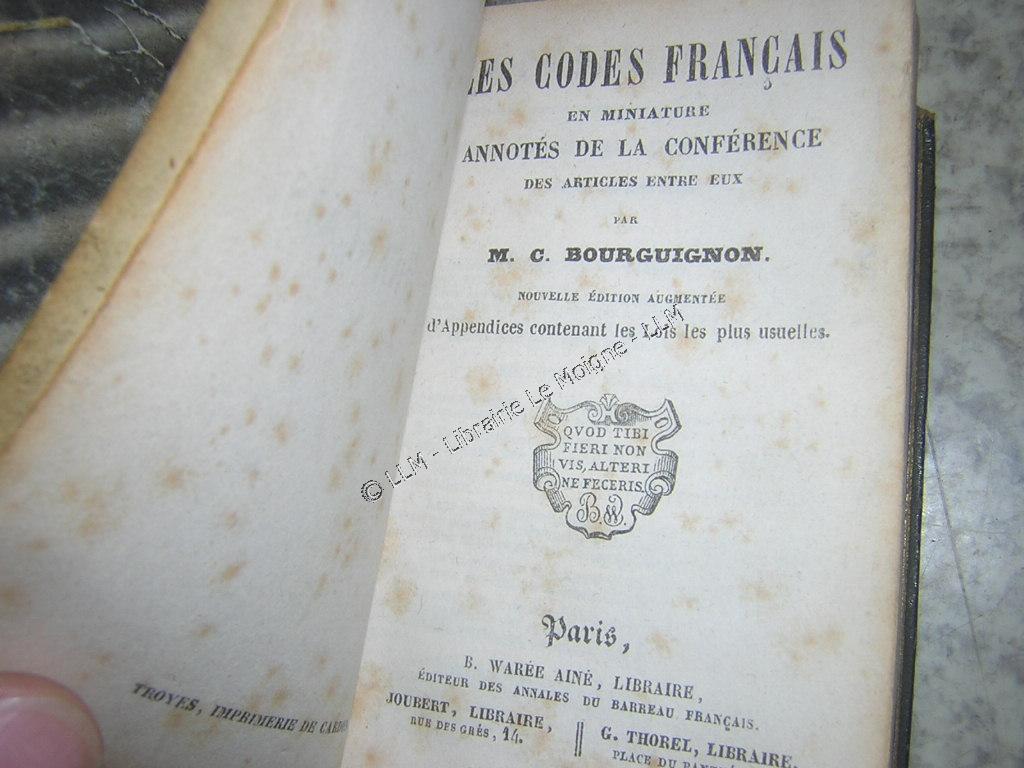 TROYES, IMPRIMERIE DE
LES CODES FRANÇAIS
EN MINIATURE
ANNOTÉS DE LA CONFÉRENCE
DES ARTICLES ENTRE EUX
PAR
M. C. BOURGUIGNON.
NOUVELLE ÉDITION AUGMENTÉE
d'Appendices contenant les Lois les plus usuelles.
© LLM - Librairie Le Moigne - LLM
QVOD TIBI
FIERI NON
VIS, ALTERI
NE FECERIS.
B.W.
Paris,
B. WARÉE AINÉ, LIBRAIRE,
ÉDITEUR DES ANNALES DU BARREAU FRANÇAIS.
JOUBERT, LIBRAIRE,
RUE DES GRÉS, 14.
G. THOREL, LIBRAIRE,
PLACE DU